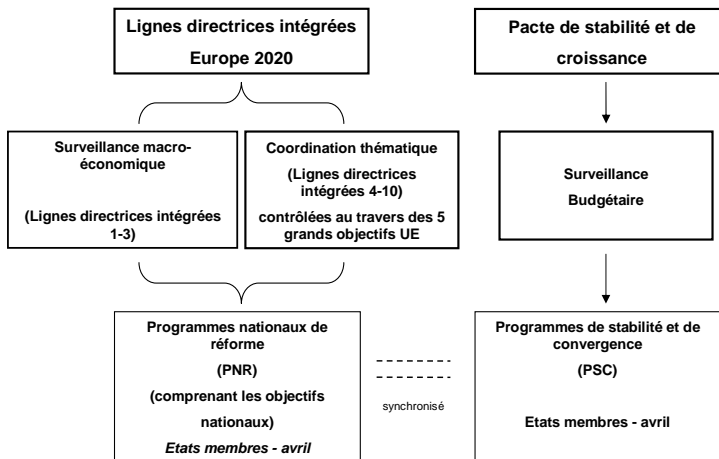 Lignes directrices intégrées
Europe 2020
Pacte de stabilité et de
croissance
Surveillance macro-
économique
(Lignes directrices intégrées
1-3)
Coordination thématique
(Lignes directrices
intégrées 4-10)
contrôlées au travers des 5
grands objectifs UE
Surveillance
Budgétaire
Programmes nationaux de
réforme
(PNR)
(comprenant les objectifs
nationaux)
Etats membres - avril
synchronisé
Programmes de stabilité et de
convergence
(PSC)
Etats membres - avril